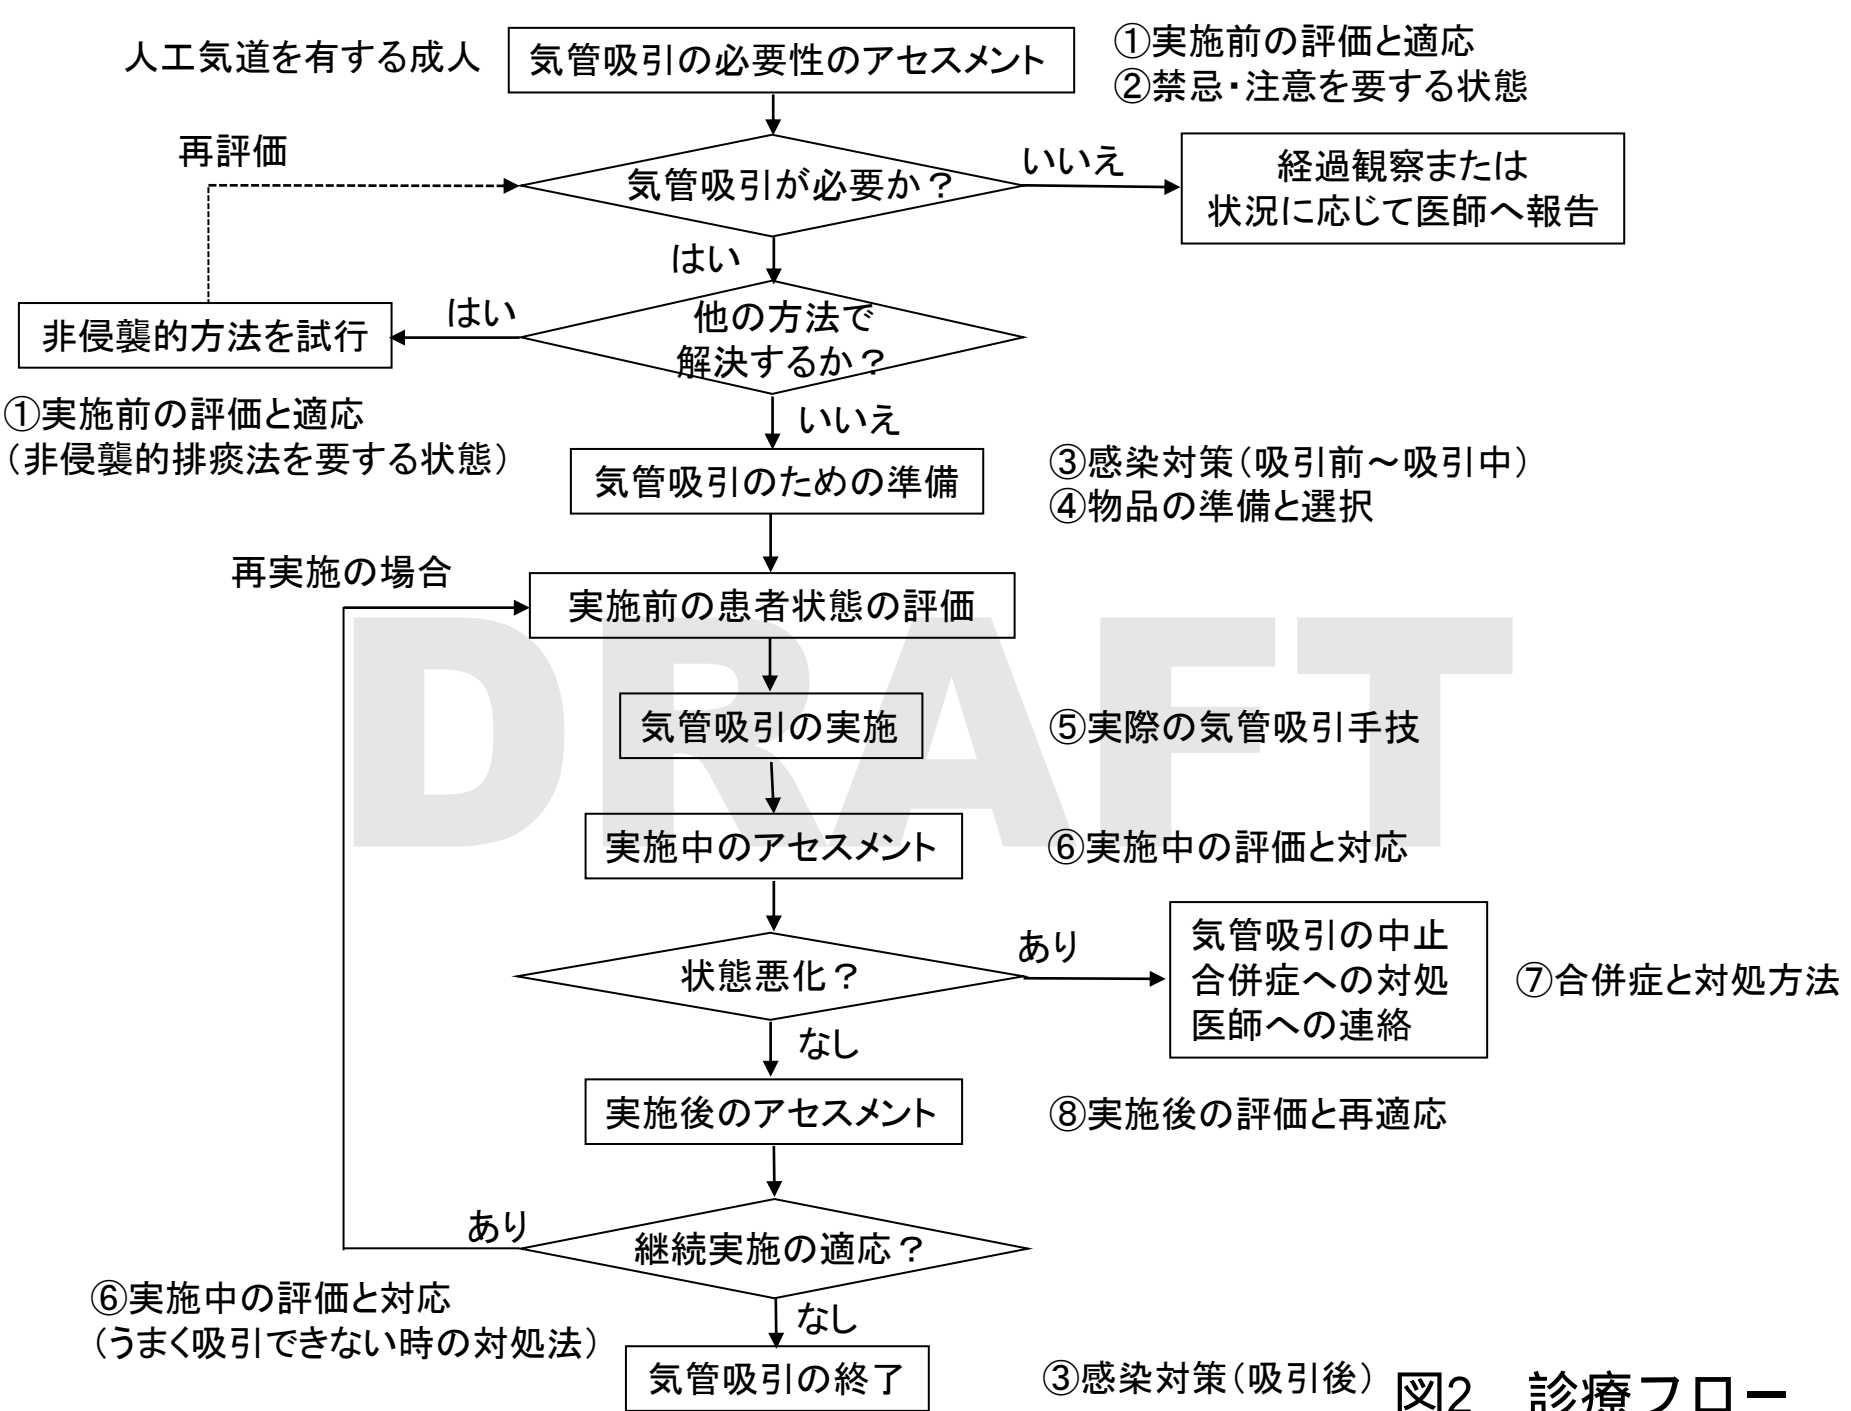 人工気道を有する成人
気管吸引の必要性のアセスメント
①実施前の評価と適応
②禁忌・注意を要する状態
再評価
気管吸引が必要か？
いいえ
経過観察または
状況に応じて医師へ報告
はい
他の方法で
解決するか？
はい
非侵襲的方法を試行
①実施前の評価と適応
（非侵襲的排痰法を要する状態）
いいえ
気管吸引のための準備
③感染対策（吸引前～吸引中）
④物品の準備と選択
再実施の場合
実施前の患者状態の評価
DRAFT
気管吸引の実施
⑤実際の気管吸引手技
実施中のアセスメント
⑥実施中の評価と対応
状態悪化？
あり
気管吸引の中止
合併症への対処
医師への連絡
⑦合併症と対処方法
なし
実施後のアセスメント
⑧実施後の評価と再適応
継続実施の適応？
あり
⑥実施中の評価と対応
（うまく吸引できない時の対処法）
なし
気管吸引の終了
③感染対策（吸引後）
図2　診療フロー